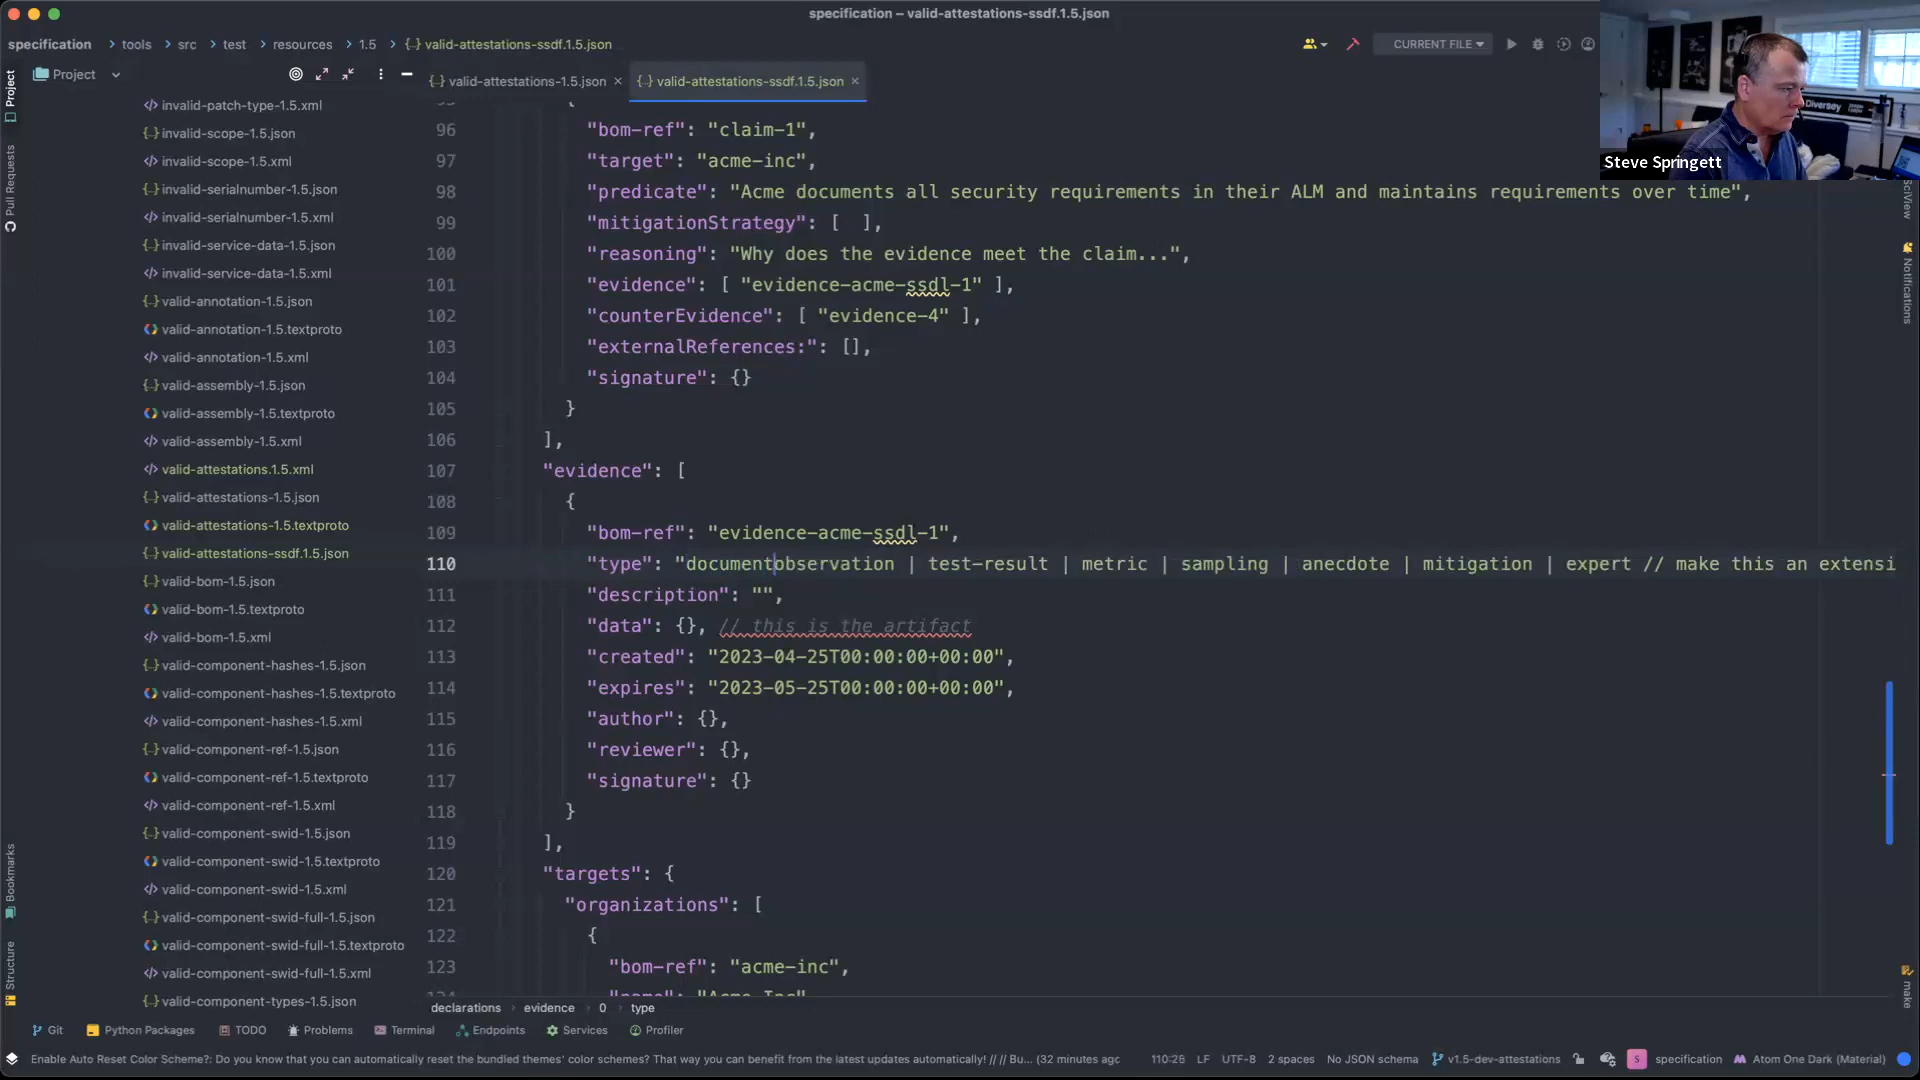 specification – valid-attestations-ssdf.1.5.json
specification > tools > src > test > resources > 1.5 > valid-attestations-ssdf.1.5.json
CURRENT FILE
Steve Springett
Project
valid-attestations-1.5.json
valid-attestations-ssdf.1.5.json
Project
Pull Requests
Bookmarks
Structure
invalid-patch-type-1.5.xml
invalid-scope-1.5.json
invalid-scope-1.5.xml
invalid-serialnumber-1.5.json
invalid-serialnumber-1.5.xml
invalid-service-data-1.5.json
invalid-service-data-1.5.xml
valid-annotation-1.5.json
valid-annotation-1.5.textproto
valid-annotation-1.5.xml
valid-assembly-1.5.json
valid-assembly-1.5.textproto
valid-assembly-1.5.xml
valid-attestations.1.5.xml
valid-attestations-1.5.json
valid-attestations-1.5.textproto
valid-attestations-ssdf.1.5.json
valid-bom-1.5.json
valid-bom-1.5.textproto
valid-bom-1.5.xml
valid-component-hashes-1.5.json
valid-component-hashes-1.5.textproto
valid-component-hashes-1.5.xml
valid-component-ref-1.5.json
valid-component-ref-1.5.textproto
valid-component-ref-1.5.xml
valid-component-swid-1.5.json
valid-component-swid-1.5.textproto
valid-component-swid-1.5.xml
valid-component-swid-full-1.5.json
valid-component-swid-full-1.5.textproto
valid-component-swid-full-1.5.xml
valid-component-types-1.5.json
96 "bom-ref": "claim-1",
97 "target": "acme-inc",
98 "predicate": "Acme documents all security requirements in their ALM and maintains requirements over time",
99 "mitigationStrategy": [  ],
100 "reasoning": "Why does the evidence meet the claim...",
101 "evidence": [ "evidence-acme-ssdl-1" ],
102 "counterEvidence": [ "evidence-4" ],
103 "externalReferences:": [],
104 "signature": {}
105 }
106 ],
107 "evidence": [
108 {
109 "bom-ref": "evidence-acme-ssdl-1",
110 "type": "documentobservation | test-result | metric | sampling | anecdote | mitigation | expert // make this an extensi
111 "description": "",
112 "data": {}, // this is the artifact
113 "created": "2023-04-25T00:00:00+00:00",
114 "expires": "2023-05-25T00:00:00+00:00",
115 "author": {},
116 "reviewer": {},
117 "signature": {}
118 }
119 ],
120 "targets": {
121 "organizations": [
122 {
123 "bom-ref": "acme-inc",
"name": "Acme Inc"
SciView
Notifications
make
declarations > evidence > 0 > type
Git Python Packages TODO Problems Terminal Endpoints Services Profiler
Enable Auto Reset Color Scheme?: Do you know that you can automatically reset the bundled themes' color schemes? That way you can benefit from the latest updates automatically! // // Bu... (32 minutes agc 110:26 LF UTF-8 2 spaces No JSON schema v1.5-dev-attestations S specification Atom One Dark (Material)